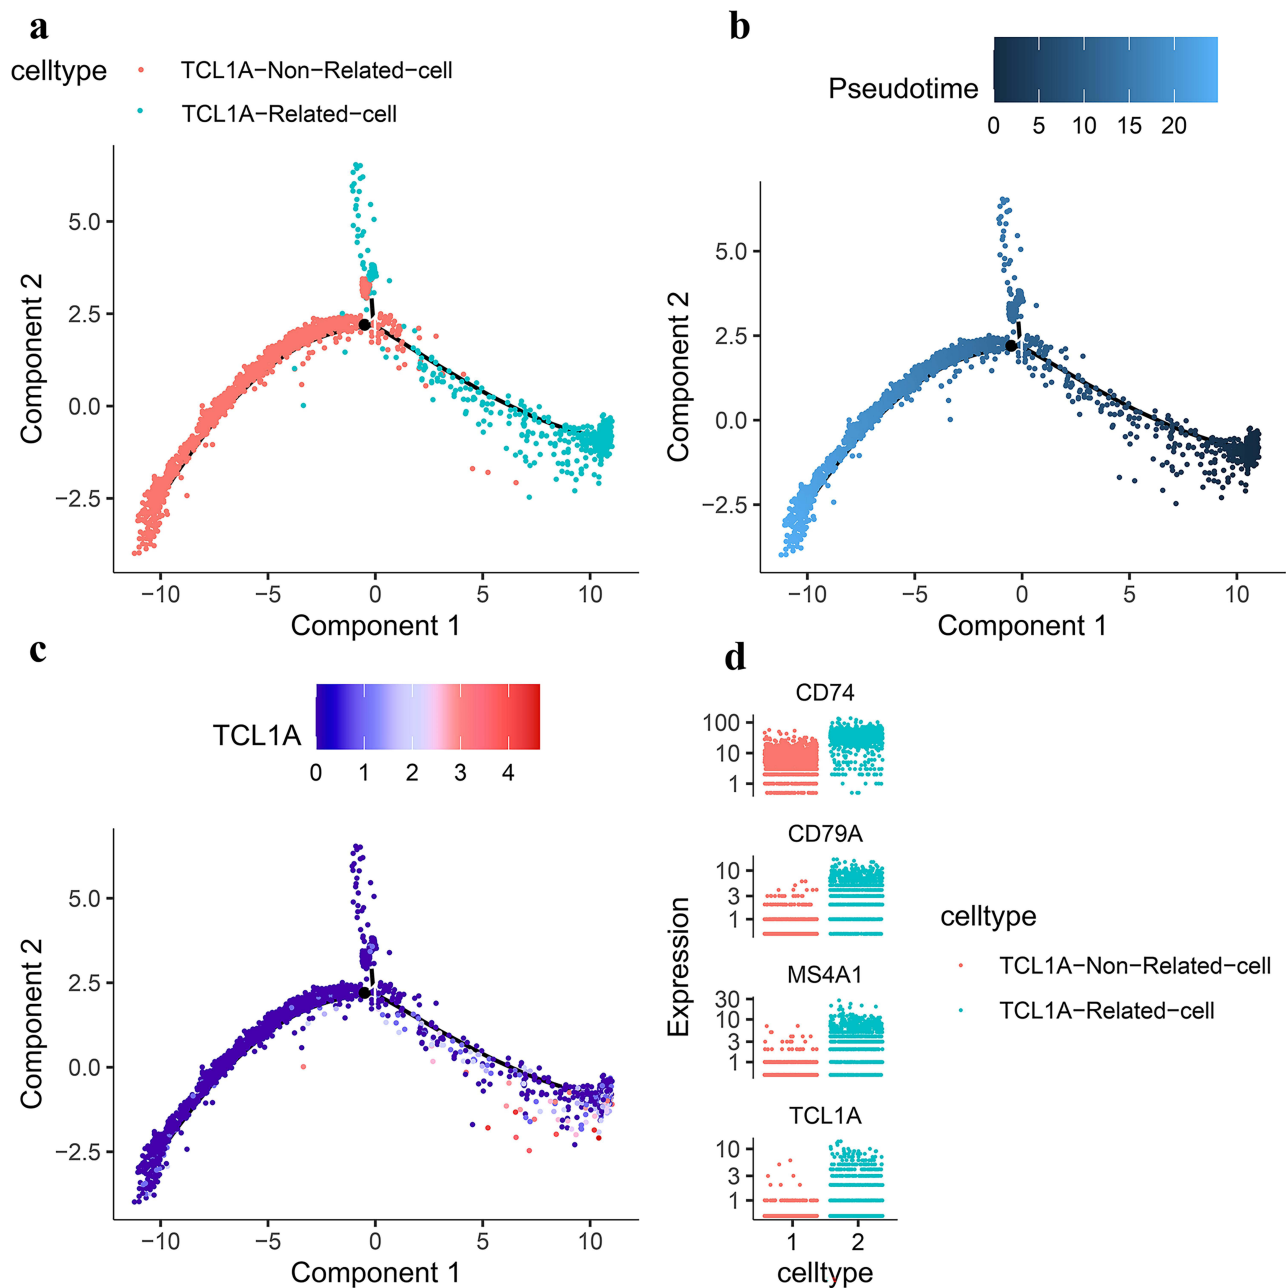 a
celltype
TCL1A−Non−Related−cell
TCL1A−Related−cell
5.0
2.5
0.0
−2.5
Component 2
−10 −5 0 5 10
Component 1
b
Pseudotime
0 5 10 15 20
5.0
2.5
0.0
−2.5
Component 2
−10 −5 0 5 10
Component 1
c
TCL1A
0 1 2 3 4
5.0
2.5
0.0
−2.5
Component 2
−10 −5 0 5 10
Component 1
d
CD74
100
10
1
CD79A
10
3
1
MS4A1
30
10
3
1
TCL1A
10
3
1
Expression
1 2
celltype
celltype
TCL1A−Non−Related−cell
TCL1A−Related−cell